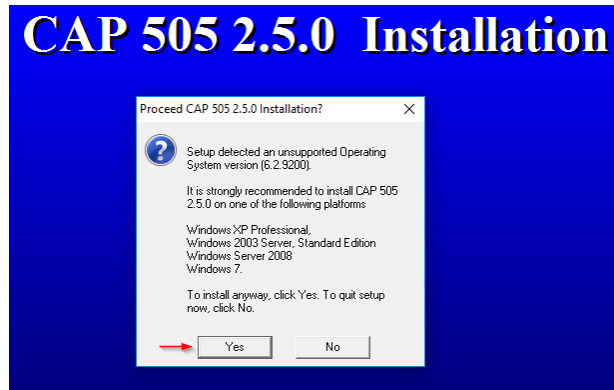 CAP 505 2.5.0 Installation
Proceed CAP 505 2.5.0 Installation?
Setup detected an unsupported Operating
System version (6.2.9200).
It is strongly recommended to install CAP 505
2.5.0 on one of the following platforms
Windows XP Professional,
Windows 2003 Server, Standard Edition
Windows Server 2008
Windows 7.
To install anyway, click Yes. To quit setup
now, click No.
Yes No